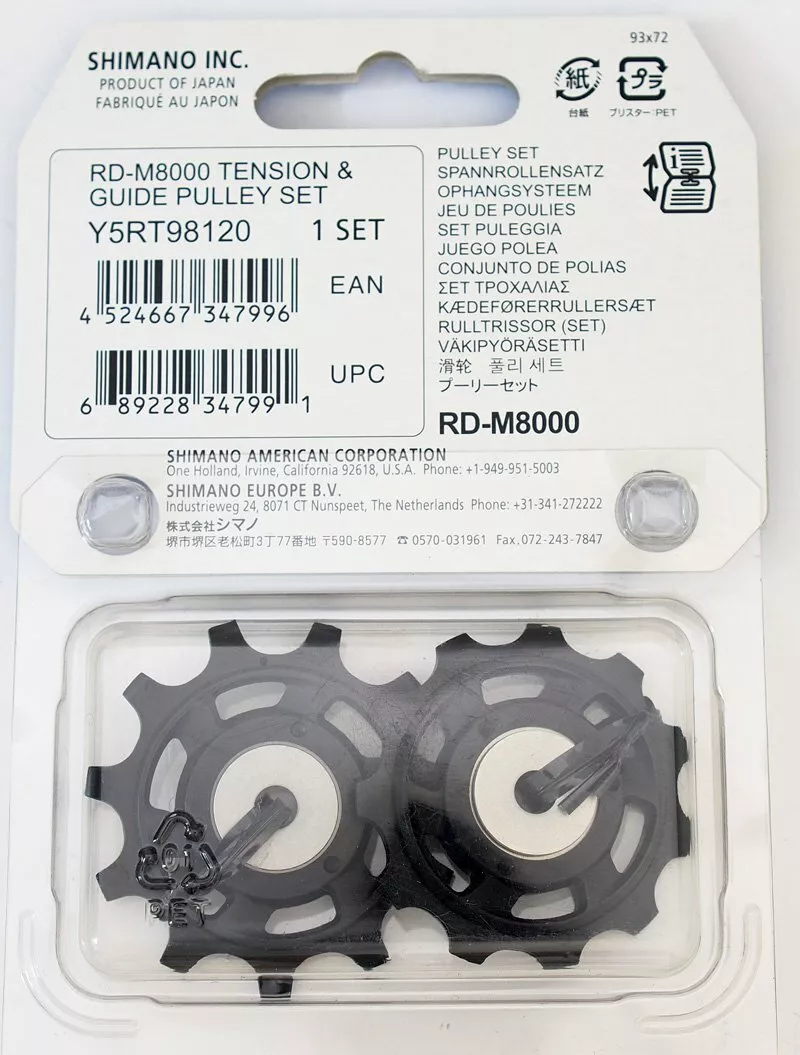 93x72
SHIMANO INC.
PRODUCT OF JAPAN
FABRIQUÉ AU JAPON
紙
プラ
台紙
ブリスター:PET
i
RD-M8000 TENSION &
GUIDE PULLEY SET
Y5RT98120 1 SET
EAN
4 524667 347996
UPC
6 89228 34799 1
PULLEY SET
SPANNROLLENSATZ
OPHANGSYSTEEM
JEU DE POULIES
SET PULEGGIA
JUEGO POLEA
CONJUNTO DE POLIAS
ΣΕΤ ΤΡΟΧΑΛΙΑΣ
KÆDEFØRERRULLERSÆT
RULLTRISSOR (SET)
VÄKIPYÖRÄSETTI
滑轮 풀리 세트
プーリーセット
RD-M8000
SHIMANO AMERICAN CORPORATION
One Holland, Irvine, California 92618, U.S.A. Phone: +1-949-951-5003
SHIMANO EUROPE B.V.
Industrieweg 24, 8071 CT Nunspeet, The Netherlands Phone: +31-341-272222
株式会社シマノ
堺市堺区老松町3丁77番地 〒590-8577 ☎ 0570-031961 Fax,072-243-7847
PET